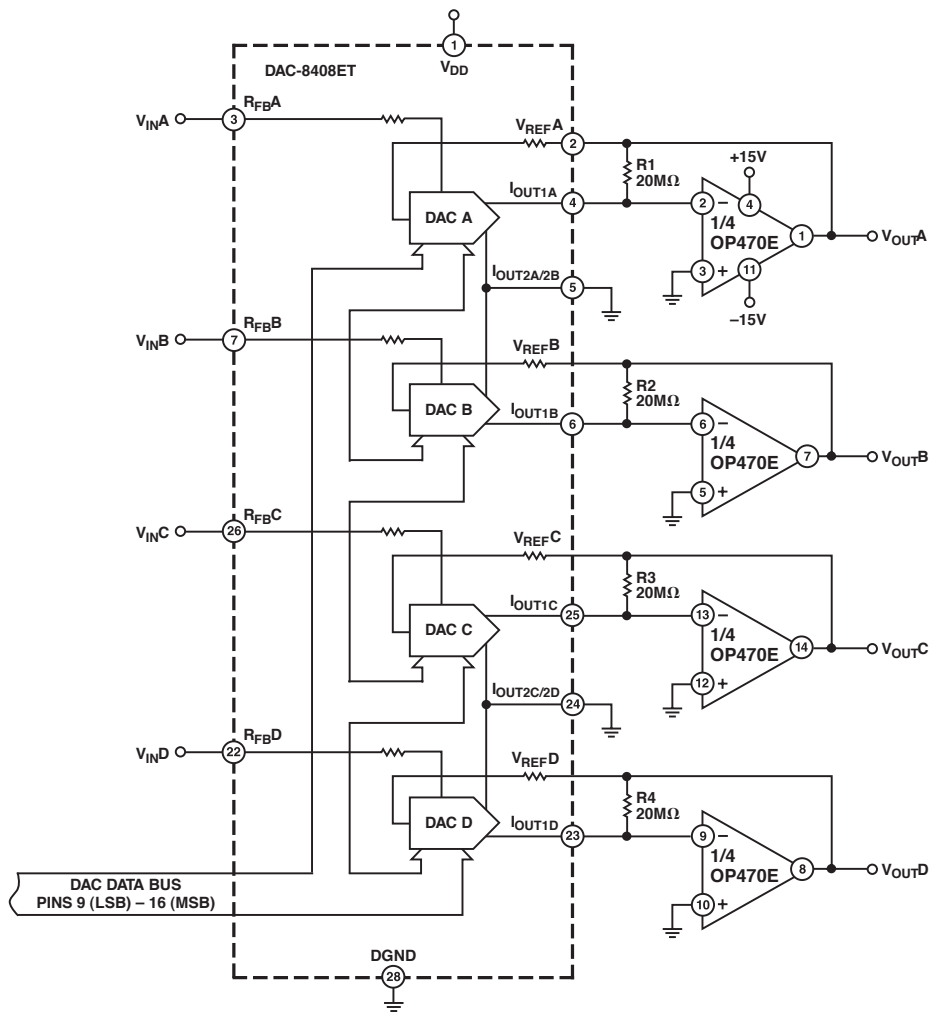 1
V_DD
DAC-8408ET
V_INA
3
R_FBA
V_REFA
2
R1
20MΩ
+15V
4
I_OUT1A
4
2
–
1/4
OP470E
1
V_OUTA
DAC A
3
+
11
–15V
I_OUT2A/2B
5
V_INB
7
R_FBB
V_REFB
R2
20MΩ
DAC B
I_OUT1B
6
6
–
1/4
OP470E
7
V_OUTB
5
+
V_INC
26
R_FBC
V_REFC
R3
20MΩ
DAC C
I_OUT1C
25
13
–
1/4
OP470E
14
V_OUTC
12
+
I_OUT2C/2D
24
V_IND
22
R_FBD
V_REFD
R4
20MΩ
DAC D
I_OUT1D
23
9
–
1/4
OP470E
8
V_OUTD
10
+
DAC DATA BUS
PINS 9 (LSB) – 16 (MSB)
DGND
28